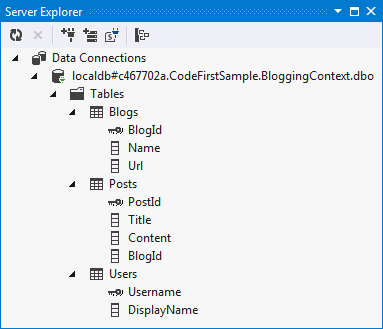 Server Explorer
Data Connections
localdb#c467702a.CodeFirstSample.BloggingContext.dbo
Tables
Blogs
BlogId
Name
Url
Posts
PostId
Title
Content
BlogId
Users
Username
DisplayName